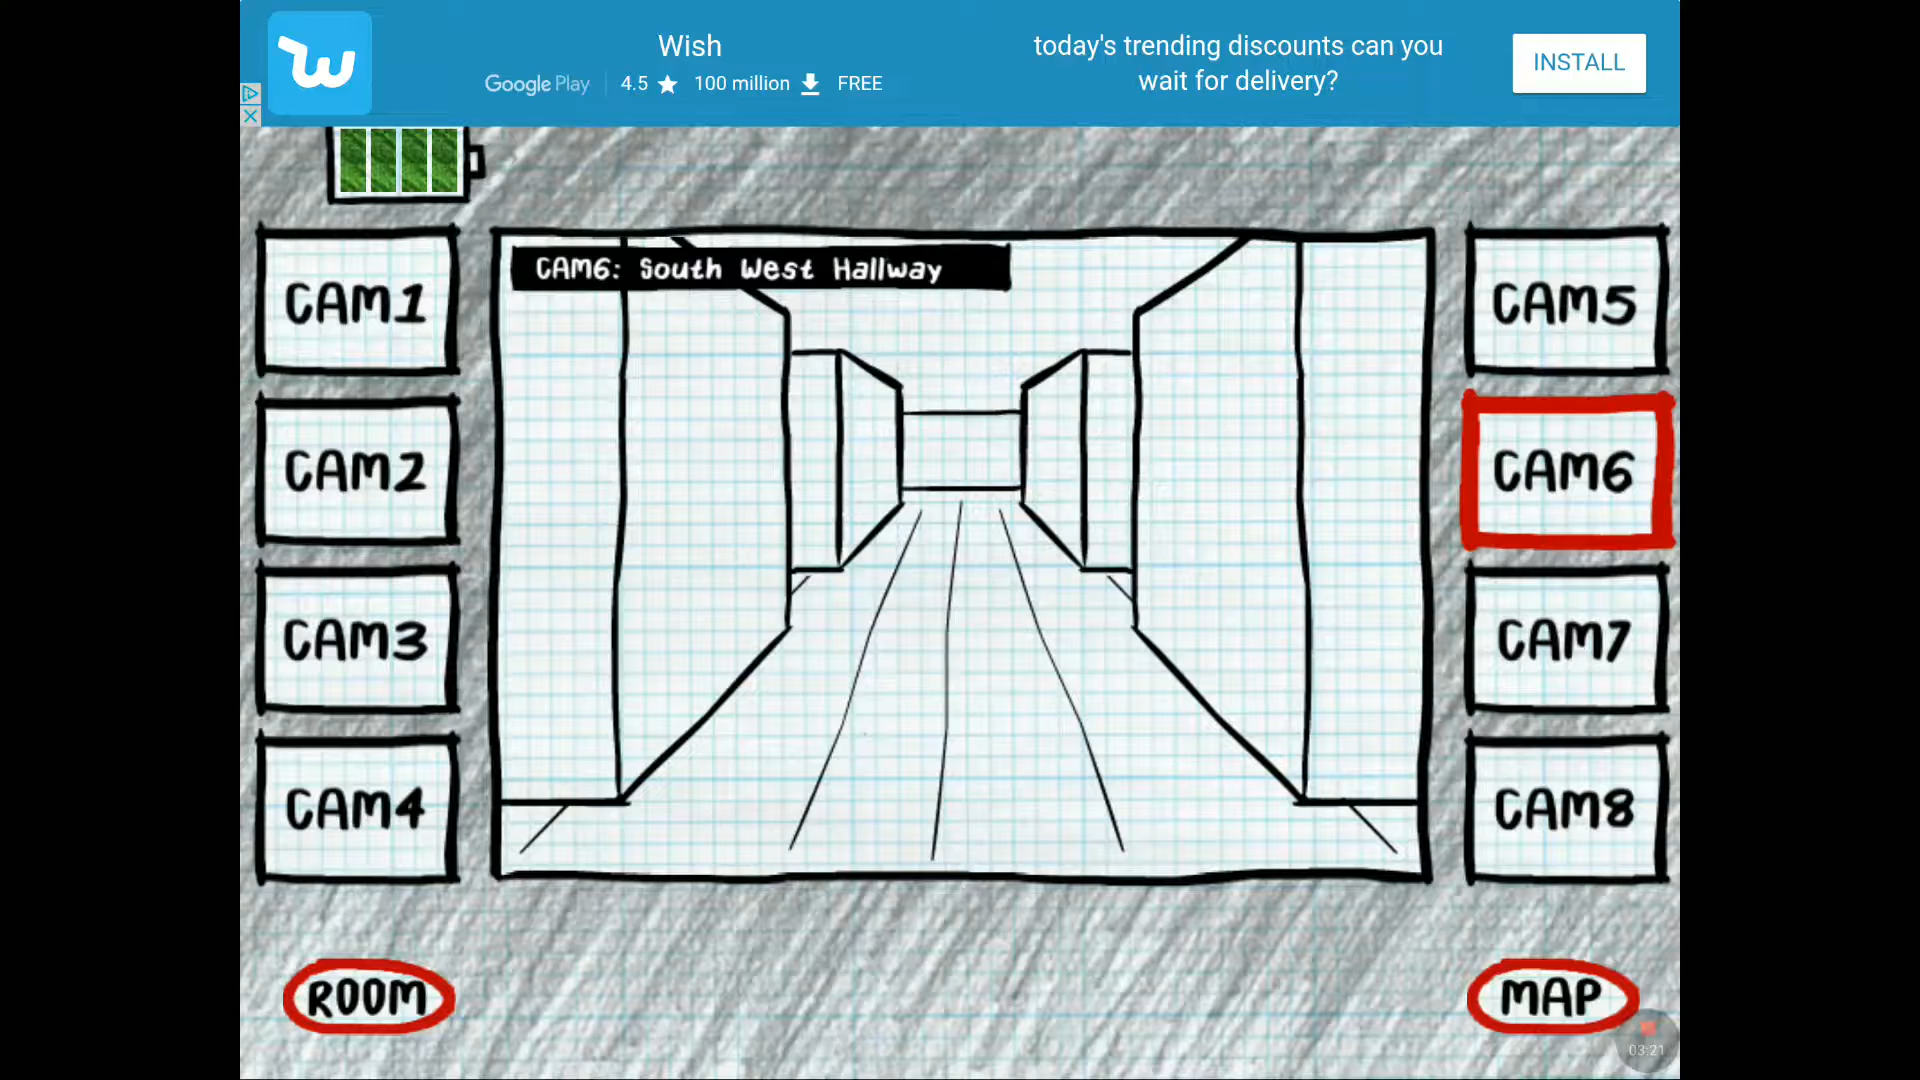 Wish
Google Play 4.5 100 million FREE
today's trending discounts can you
wait for delivery?
INSTALL
CAM6: South West Hallway
CAM1
CAM2
CAM3
CAM4
CAM5
CAM6
CAM7
CAM8
ROOM
MAP
03:21